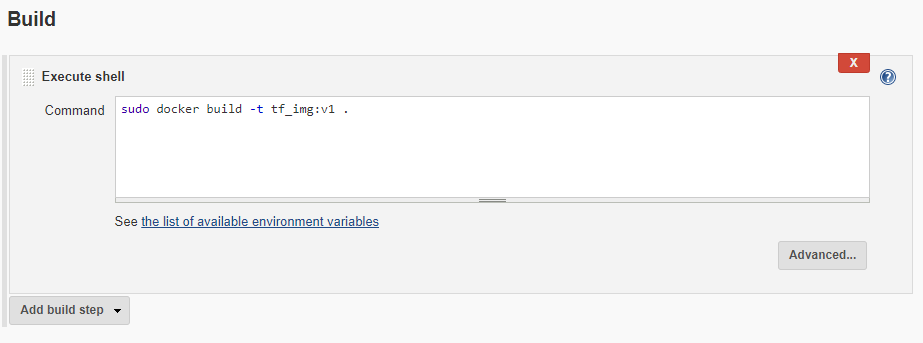 Build
X
Execute shell
?
Command
sudo docker build -t tf_img:v1 .
See the list of available environment variables
Advanced...
Add build step